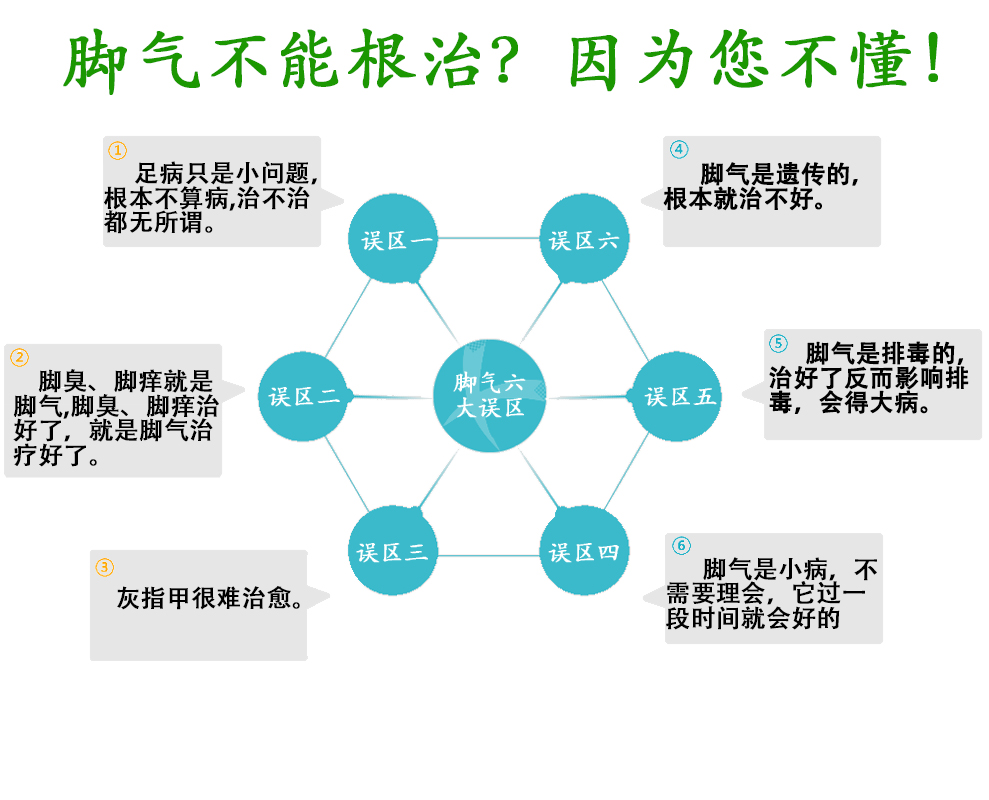 脚气不能根治？因为您不懂！
①
足病只是小问题,
根本不算病,治不治
都无所谓。
④
脚气是遗传的,
根本就治不好。
误区一
误区六
②
脚臭、脚痒就是
脚气,脚臭、脚痒治
好了，就是脚气治
疗好了。
⑤
脚气是排毒的,
治好了反而影响排
毒，会得大病。
误区二
脚气六
大误区
误区五
③
灰指甲很难治愈。
⑥
脚气是小病，不
需要理会，它过一
段时间就会好的
误区三
误区四